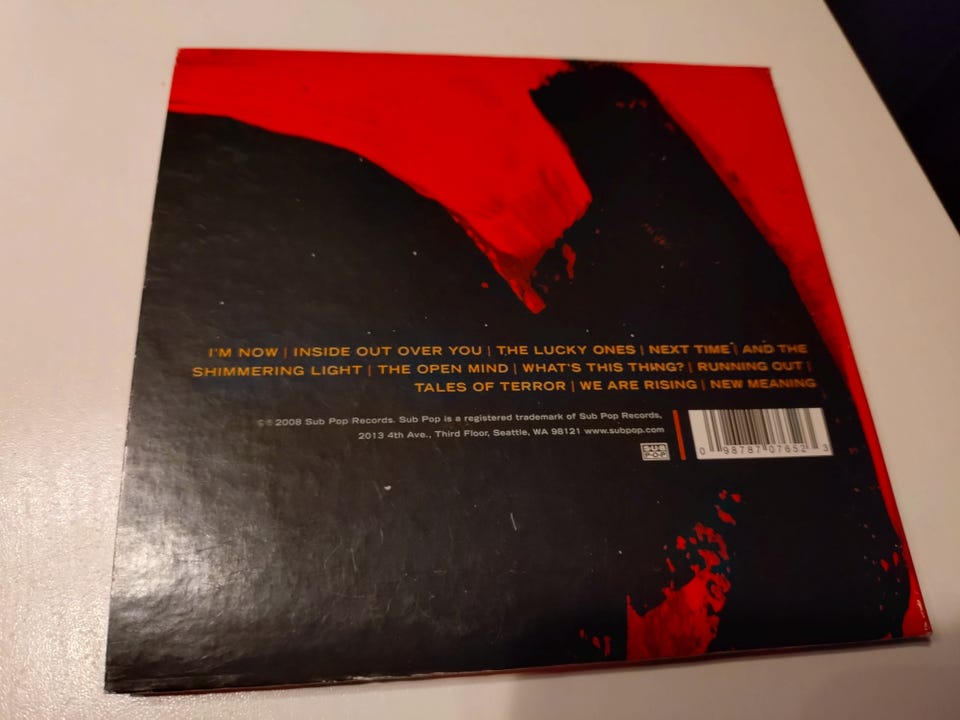 I'M NOW | INSIDE OUT OVER YOU | THE LUCKY ONES | NEXT TIME | AND THE
SHIMMERING LIGHT | THE OPEN MIND | WHAT'S THIS THING? | RUNNING OUT |
TALES OF TERROR | WE ARE RISING | NEW MEANING
©℗ 2008 Sub Pop Records. Sub Pop is a registered trademark of Sub Pop Records,
2013 4th Ave., Third Floor, Seattle, WA 98121 www.subpop.com
SUB
POP
0 98787 07652 3